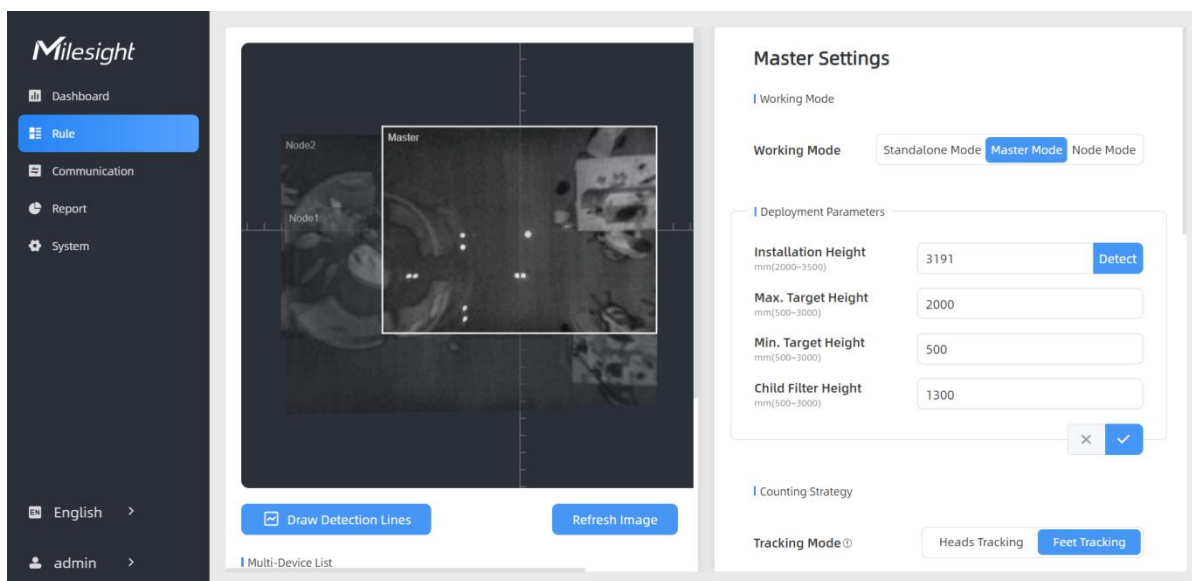 Milesight
Dashboard
Rule
Communication
Report
System
EN English >
admin >
Node2
Master
Node1
Draw Detection Lines
Refresh Image
Multi-Device List
Master Settings
Working Mode
Working Mode Standalone Mode Master Mode Node Mode
Deployment Parameters
Installation Height 3191 Detect
mm(2000~3500)
Max. Target Height 2000
mm(500~3000)
Min. Target Height 500
mm(500~3000)
Child Filter Height 1300
mm(500~3000)
Counting Strategy
Tracking Mode Heads Tracking Feet Tracking